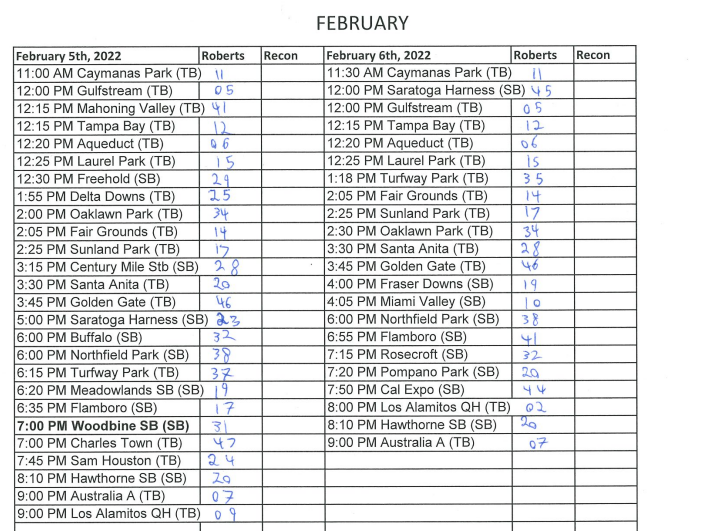 FEBRUARY
February 5th, 2022 Roberts Recon February 6th, 2022 Roberts Recon
11:00 AM Caymanas Park (TB) 11 11:30 AM Caymanas Park (TB) 11
12:00 PM Gulfstream (TB) 05 12:00 PM Saratoga Harness (SB) 45
12:15 PM Mahoning Valley (TB) 41 12:00 PM Gulfstream (TB) 05
12:15 PM Tampa Bay (TB) 12 12:15 PM Tampa Bay (TB) 12
12:20 PM Aqueduct (TB) 06 12:20 PM Aqueduct (TB) 06
12:25 PM Laurel Park (TB) 15 12:25 PM Laurel Park (TB) 15
12:30 PM Freehold (SB) 29 1:18 PM Turfway Park (TB) 35
1:55 PM Delta Downs (TB) 25 2:05 PM Fair Grounds (TB) 14
2:00 PM Oaklawn Park (TB) 34 2:25 PM Sunland Park (TB) 17
2:05 PM Fair Grounds (TB) 14 2:30 PM Oaklawn Park (TB) 34
2:25 PM Sunland Park (TB) 17 3:30 PM Santa Anita (TB) 28
3:15 PM Century Mile Stb (SB) 28 3:45 PM Golden Gate (TB) 46
3:30 PM Santa Anita (TB) 20 4:00 PM Fraser Downs (SB) 19
3:45 PM Golden Gate (TB) 46 4:05 PM Miami Valley (SB) 10
5:00 PM Saratoga Harness (SB) 23 6:00 PM Northfield Park (SB) 38
6:00 PM Buffalo (SB) 32 6:55 PM Flamboro (SB) 41
6:00 PM Northfield Park (SB) 38 7:15 PM Rosecroft (SB) 32
6:15 PM Turfway Park (TB) 37 7:20 PM Pompano Park (SB) 20
6:20 PM Meadowlands SB (SB) 19 7:50 PM Cal Expo (SB) 44
6:35 PM Flamboro (SB) 17 8:00 PM Los Alamitos QH (TB) 02
7:00 PM Woodbine SB (SB) 31 8:10 PM Hawthorne SB (SB) 20
7:00 PM Charles Town (TB) 47 9:00 PM Australia A (TB) 07
7:45 PM Sam Houston (TB) 24
8:10 PM Hawthorne SB (SB) 20
9:00 PM Australia A (TB) 07
9:00 PM Los Alamitos QH (TB) 09